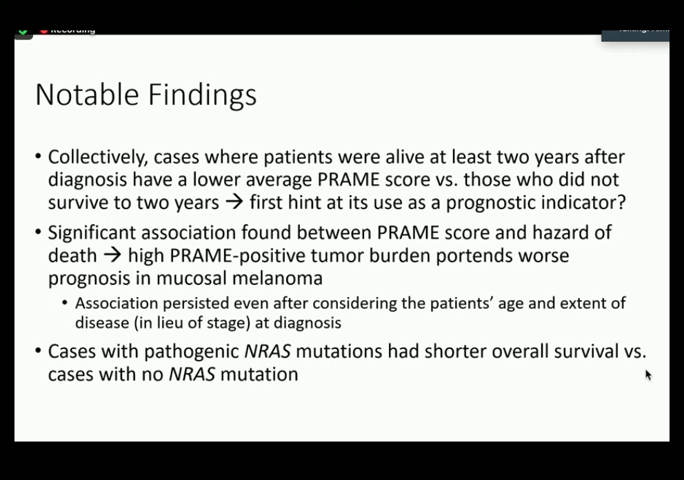 Recording
Notable Findings
• Collectively, cases where patients were alive at least two years after
diagnosis have a lower average PRAME score vs. those who did not
survive to two years → first hint at its use as a prognostic indicator?
• Significant association found between PRAME score and hazard of
death → high PRAME-positive tumor burden portends worse
prognosis in mucosal melanoma
• Association persisted even after considering the patients' age and extent of
disease (in lieu of stage) at diagnosis
• Cases with pathogenic NRAS mutations had shorter overall survival vs.
cases with no NRAS mutation